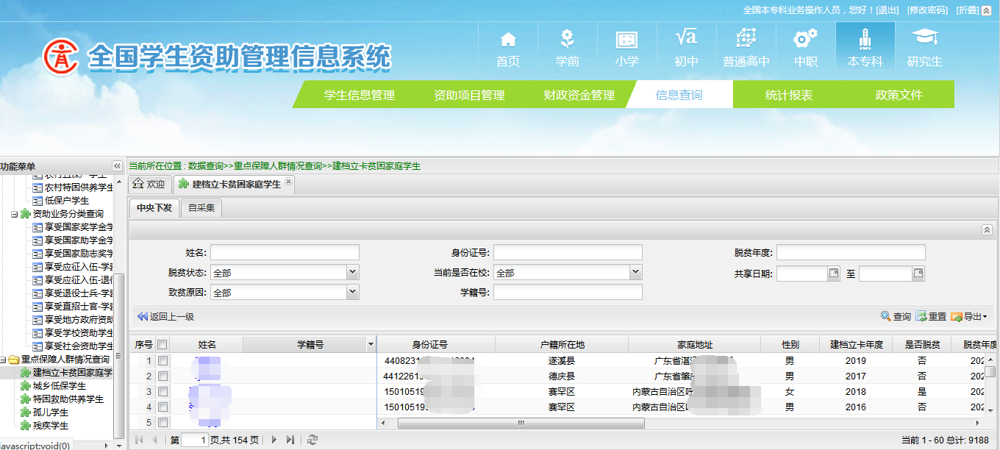 全国本专科业务操作人员，您好！[退出] [修改密码] [折叠]
全国学生资助管理信息系统
首页 学前 小学 初中 普通高中 中职 本专科 研究生
学生信息管理 资助项目管理 财政资金管理 信息查询 统计报表 政策文件
功能菜单
当前所在位置 : 数据查询>>重点保障人群情况查询>>建档立卡贫困家庭学生
欢迎 建档立卡贫困家庭学生
农村特困供养学生
低保户学生
资助业务分类查询
享受国家奖学金学
享受国家助学金学
享受国家励志奖学
享受应征入伍-学
享受应征入伍-退
享受退役士兵-学
享受直招士官-学
享受地方政府资助
享受学校资助学生
享受社会资助学生
重点保障人群情况查询
建档立卡贫困家庭学
城乡低保学生
特困救助供养学生
孤儿学生
残疾学生
javascript:void(0)
中央下发 自采集
姓名: 身份证号: 脱贫年度:
脱贫状态: 全部 当前是否在校: 全部 共享日期: 至
致贫原因: 全部 学籍号:
返回上一级 查询 重置 导出
序号 姓名 学籍号 身份证号 户籍所在地 家庭地址 性别 建档立卡年度 是否脱贫 脱贫年度
1 440823 遂溪县 广东省湛 男 2019 否 202
2 441226 德庆县 广东省肇 男 2017 否 202
3 15010519 赛罕区 内蒙古自治区 女 2018 是 202
4 15010519 赛罕区 内蒙古自治区 男 2016 否 202
5
第 1 页,共 154 页 当前 1 - 60 总计: 9188